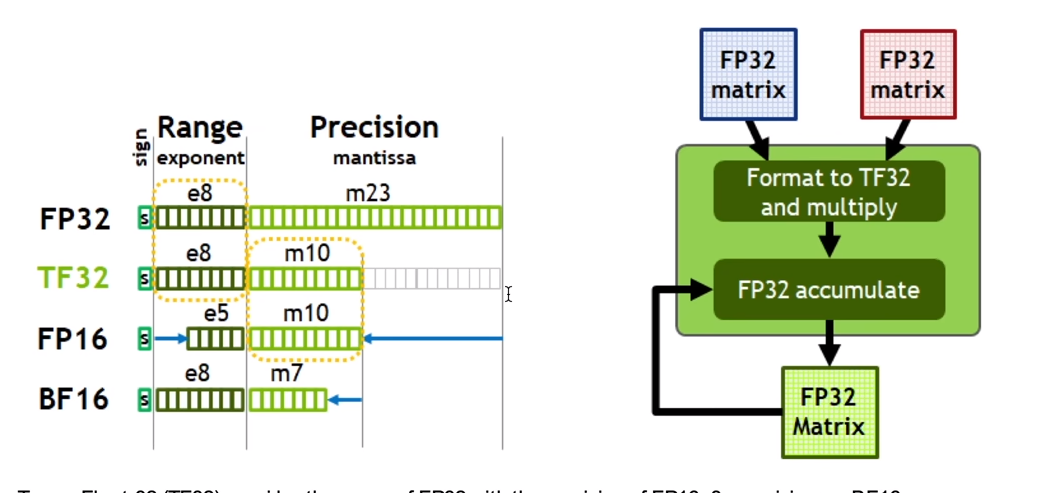 Range
Precision
sign
exponent
mantissa
e8
m23
FP32
s
e8
m10
TF32
s
e5
m10
FP16
s
e8
m7
BF16
s
FP32
matrix
FP32
matrix
Format to TF32
and multiply
FP32 accumulate
FP32
Matrix